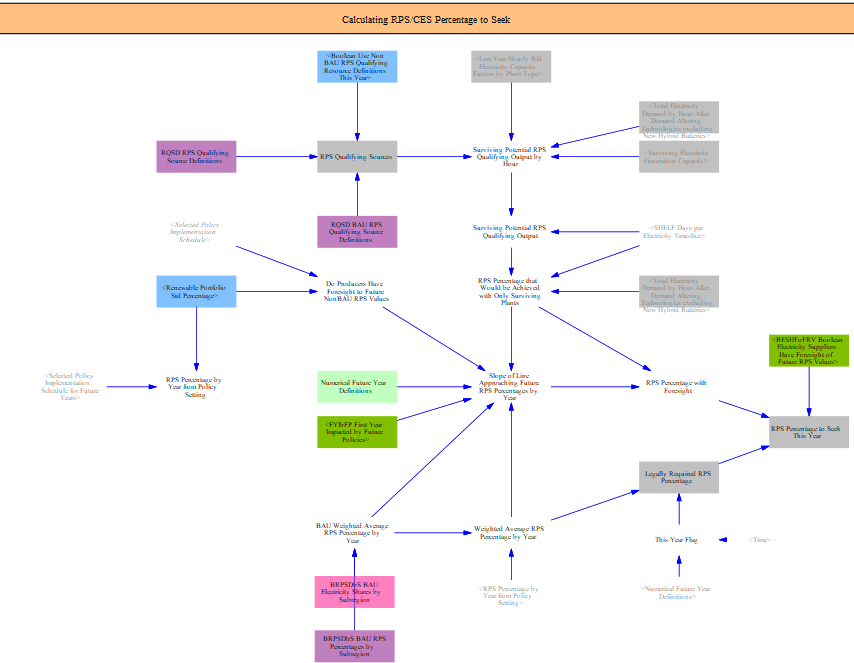 Calculating RPS/CES Percentage to Seek
<Boolean Use Non
BAU RPS Qualifying
Resource Definitions
This Year>
<Last Year Hourly Bid
Electricity Capacity
Factors by Plant Type>
<Total Electricity
Demand by Hour After
Demand Altering
Technologies excluding
New Hybrid Batteries>
RQSD RPS Qualifying
Source Definitions
RPS Qualifying Sources
Surviving Potential RPS
Qualifying Output by
Hour
<Surviving Electricity
Generation Capacity>
<Selected Policy
Implementation
Schedule>
RQSD BAU RPS
Qualifying Source
Definitions
Surviving Potential RPS
Qualifying Output
<SHELF Days per
Electricity Timeslice>
<Renewable Portfolio
Std Percentage>
Do Producers Have
Foresight to Future
NonBAU RPS Values
RPS Percentage that
Would be Achieved
with Only Surviving
Plants
<Total Electricity
Demand by Hour After
Demand Altering
Technologies excluding
New Hybrid Batteries>
<BESHFoFRV Boolean
Electricity Suppliers
Have Foresight of
Future RPS Values>
<Selected Policy
Implementation
Schedule for Future
Years>
RPS Percentage by
Year from Policy
Setting
Numerical Future Year
Definitions
Slope of Line
Approaching Future
RPS Percentages by
Year
RPS Percentage with
Foresight
<FYIbFP First Year
Impacted by Future
Policies>
RPS Percentage to Seek
This Year
Legally Required RPS
Percentage
BAU Weighted Average
RPS Percentage by
Year
Weighted Average RPS
Percentage by Year
This Year Flag
<Time>
BRPSDbS BAU
Electricity Shares by
Subregion
<RPS Percentage by
Year from Policy
Setting>
<Numerical Future Year
Definitions>
BRPSDbS BAU RPS
Percentages by
Subregion